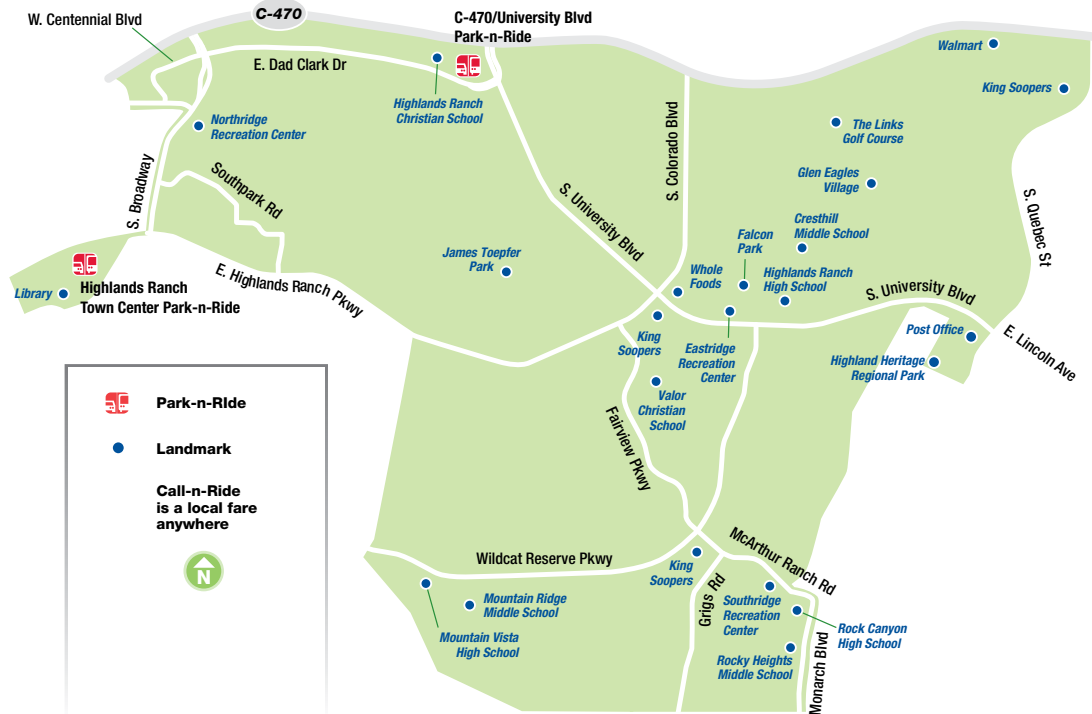 C-470
W. Centennial Blvd
C-470/University Blvd
Park-n-Ride
E. Dad Clark Dr
Walmart
King Soopers
Highlands Ranch
Christian School
Northridge
Recreation Center
S. Colorado Blvd
The Links
Golf Course
S. Broadway
Southpark Rd
Glen Eagles
Village
S. University Blvd
S. Quebec St
Cresthill
Middle School
Falcon
Park
James Toepfer
Park
Highlands Ranch
High School
Whole
Foods
E. Highlands Ranch Pkwy
Library
Highlands Ranch
Town Center Park-n-Ride
S. University Blvd
Post Office
E. Lincoln Ave
King
Soopers
Eastridge
Recreation
Center
Highland Heritage
Regional Park
Valor
Christian
School
Fairview Pkwy
Park-n-RIde
Landmark
Call-n-Ride
is a local fare
anywhere
N
Wildcat Reserve Pkwy
McArthur Ranch Rd
King
Soopers
Grigs Rd
Mountain Ridge
Middle School
Southridge
Recreation
Center
Mountain Vista
High School
Rock Canyon
High School
Rocky Heights
Middle School
Monarch Blvd